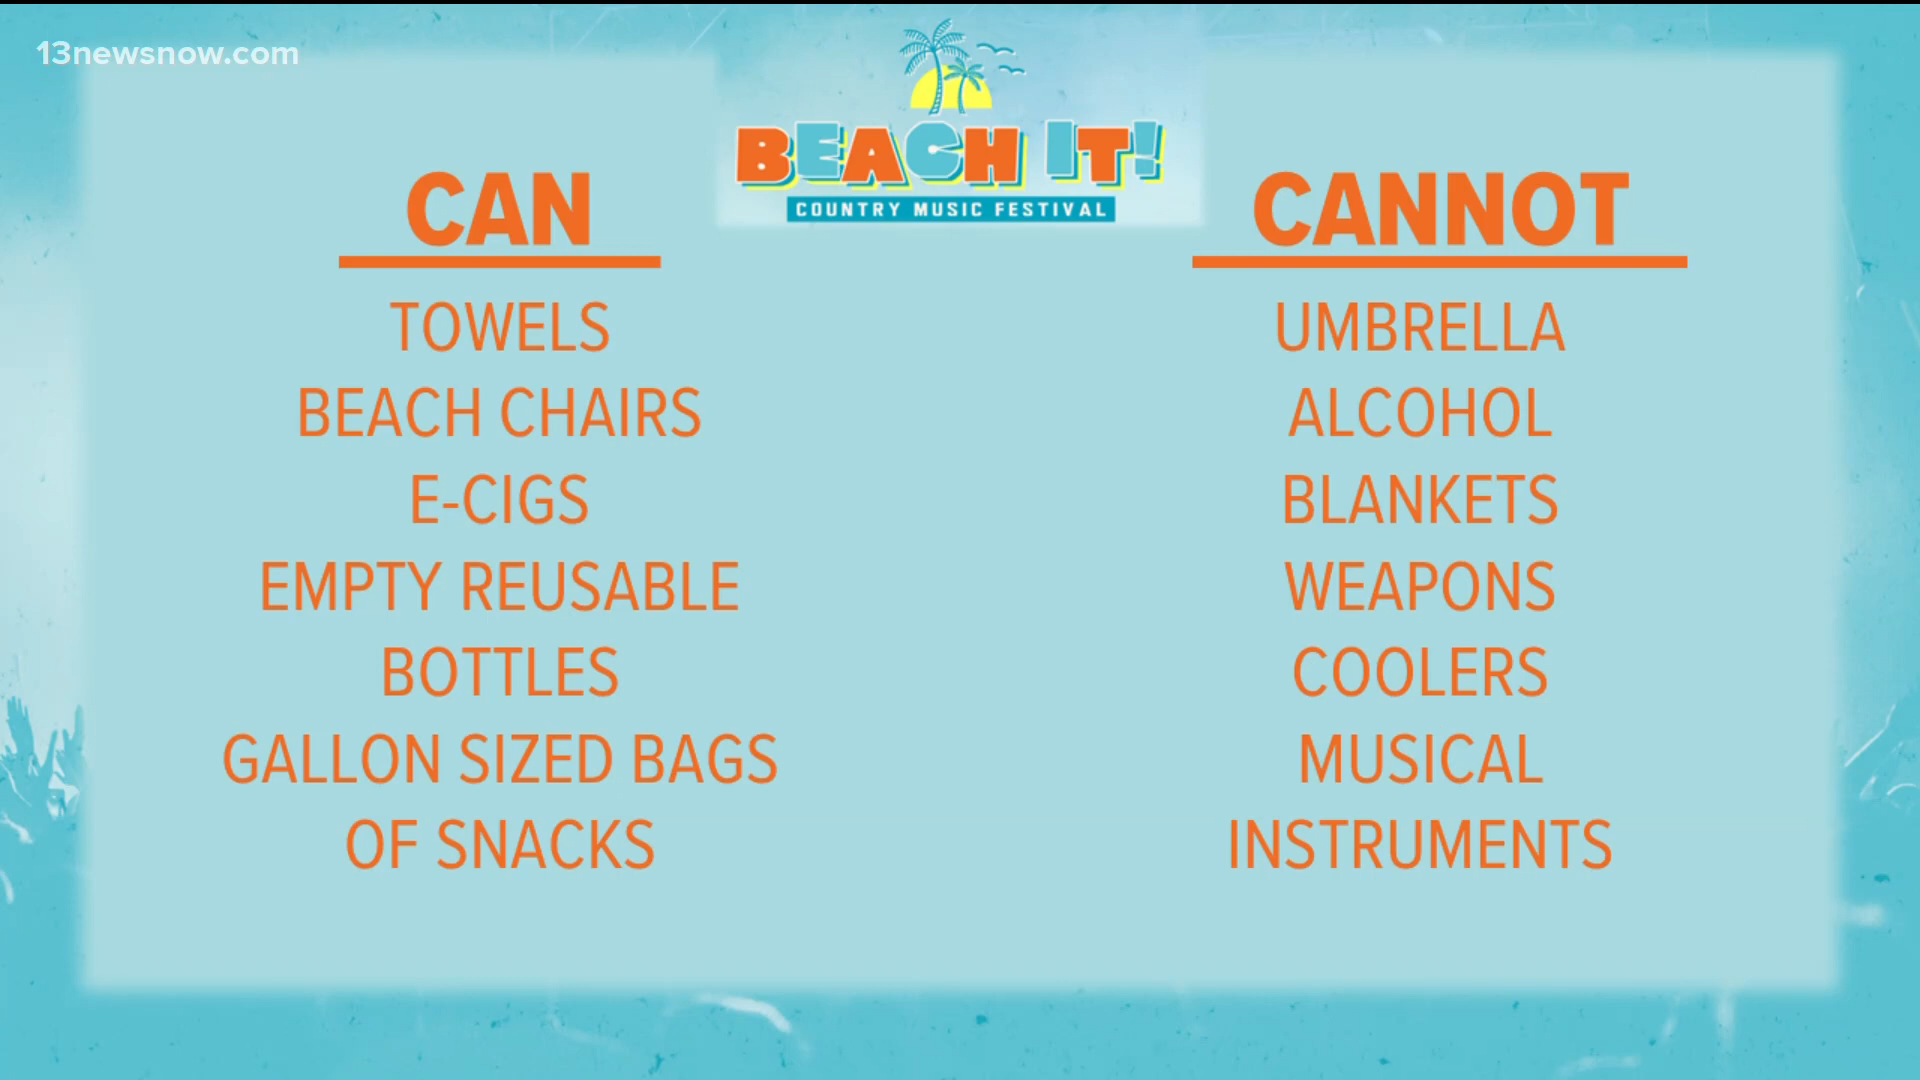 13newsnow.com
BEACH IT!
COUNTRY MUSIC FESTIVAL
CAN
TOWELS
BEACH CHAIRS
E-CIGS
EMPTY REUSABLE
BOTTLES
GALLON SIZED BAGS
OF SNACKS
CANNOT
UMBRELLA
ALCOHOL
BLANKETS
WEAPONS
COOLERS
MUSICAL
INSTRUMENTS